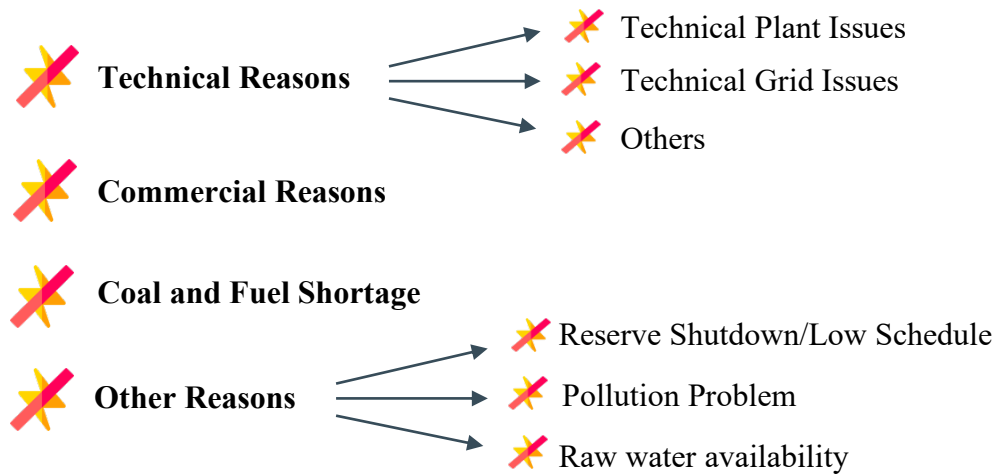 Technical Plant Issues
Technical Reasons
Technical Grid Issues
Others
Commercial Reasons
Coal and Fuel Shortage
Reserve Shutdown/Low Schedule
Other Reasons
Pollution Problem
Raw water availability